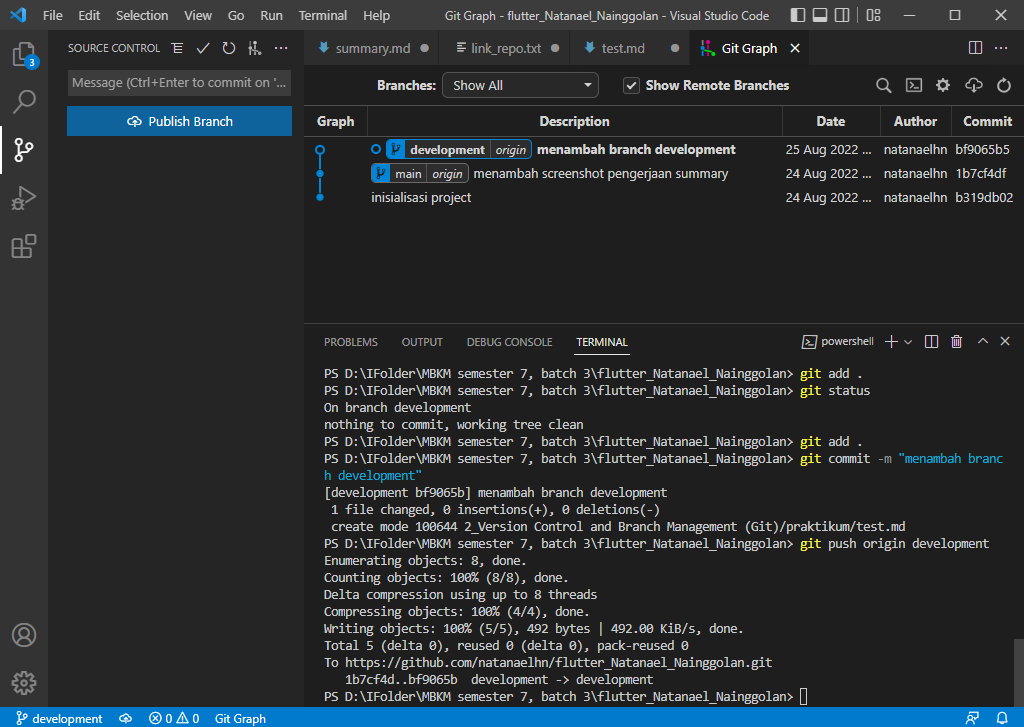 File Edit Selection View Go Run Terminal Help Git Graph - flutter_Natanael_Nainggolan - Visual Studio Code
SOURCE CONTROL
summary.md link_repo.txt test.md Git Graph
3
Message (Ctrl+Enter to commit on '...
Publish Branch
Branches: Show All Show Remote Branches
Graph Description Date Author Commit
development origin menambah branch development 25 Aug 2022 ... natanaelhn bf9065b5
main origin menambah screenshot pengerjaan summary 24 Aug 2022 ... natanaelhn 1b7cf4df
inisialisasi project 24 Aug 2022 ... natanaelhn b319db02
PROBLEMS OUTPUT DEBUG CONSOLE TERMINAL powershell
PS D:\IFolder\MBKM semester 7, batch 3\flutter_Natanael_Nainggolan> git add .
PS D:\IFolder\MBKM semester 7, batch 3\flutter_Natanael_Nainggolan> git status
On branch development
nothing to commit, working tree clean
PS D:\IFolder\MBKM semester 7, batch 3\flutter_Natanael_Nainggolan> git add .
PS D:\IFolder\MBKM semester 7, batch 3\flutter_Natanael_Nainggolan> git commit -m "menambah branc
h development"
[development bf9065b] menambah branch development
1 file changed, 0 insertions(+), 0 deletions(-)
create mode 100644 2_Version Control and Branch Management (Git)/praktikum/test.md
PS D:\IFolder\MBKM semester 7, batch 3\flutter_Natanael_Nainggolan> git push origin development
Enumerating objects: 8, done.
Counting objects: 100% (8/8), done.
Delta compression using up to 8 threads
Compressing objects: 100% (4/4), done.
Writing objects: 100% (5/5), 492 bytes | 492.00 KiB/s, done.
Total 5 (delta 0), reused 0 (delta 0), pack-reused 0
To https://github.com/natanaelhn/flutter_Natanael_Nainggolan.git
1b7cf4d..bf9065b development -> development
PS D:\IFolder\MBKM semester 7, batch 3\flutter_Natanael_Nainggolan>
development 0 0 Git Graph